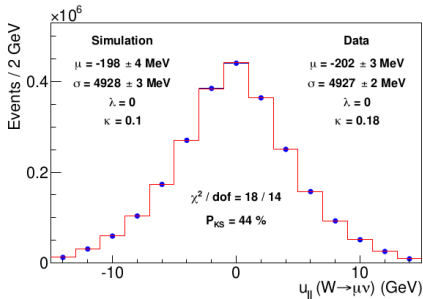 ×10⁶
Simulation
μ = -198 ± 4 MeV
σ = 4928 ± 3 MeV
λ = 0
κ = 0.1
Data
μ = -202 ± 3 MeV
σ = 4927 ± 2 MeV
λ = 0
κ = 0.18
χ² / dof = 18 / 14
P_KS = 44 %
Events / 2 GeV
0.4
0.2
0
-10
0
10
u_|| (W→μν) (GeV)